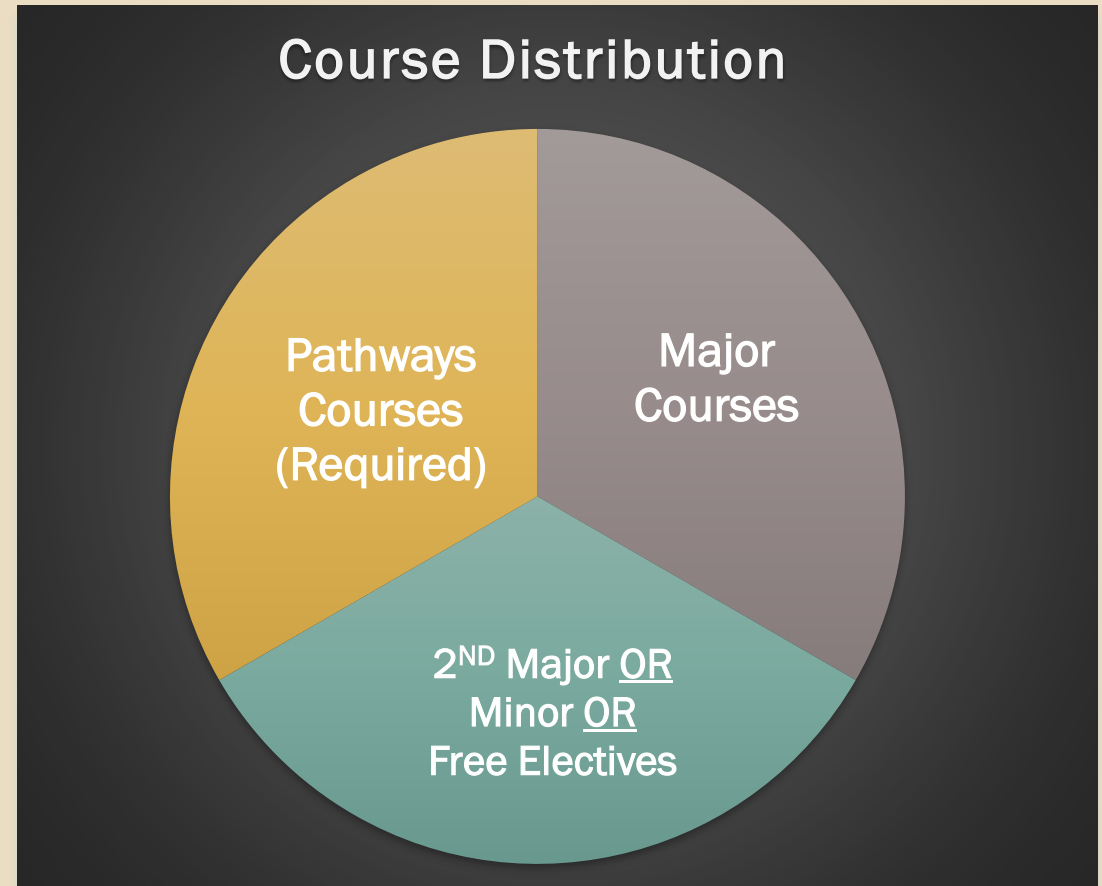 Course Distribution
Pathways
Courses
(Required)
Major
Courses
2ND Major OR
Minor OR
Free Electives